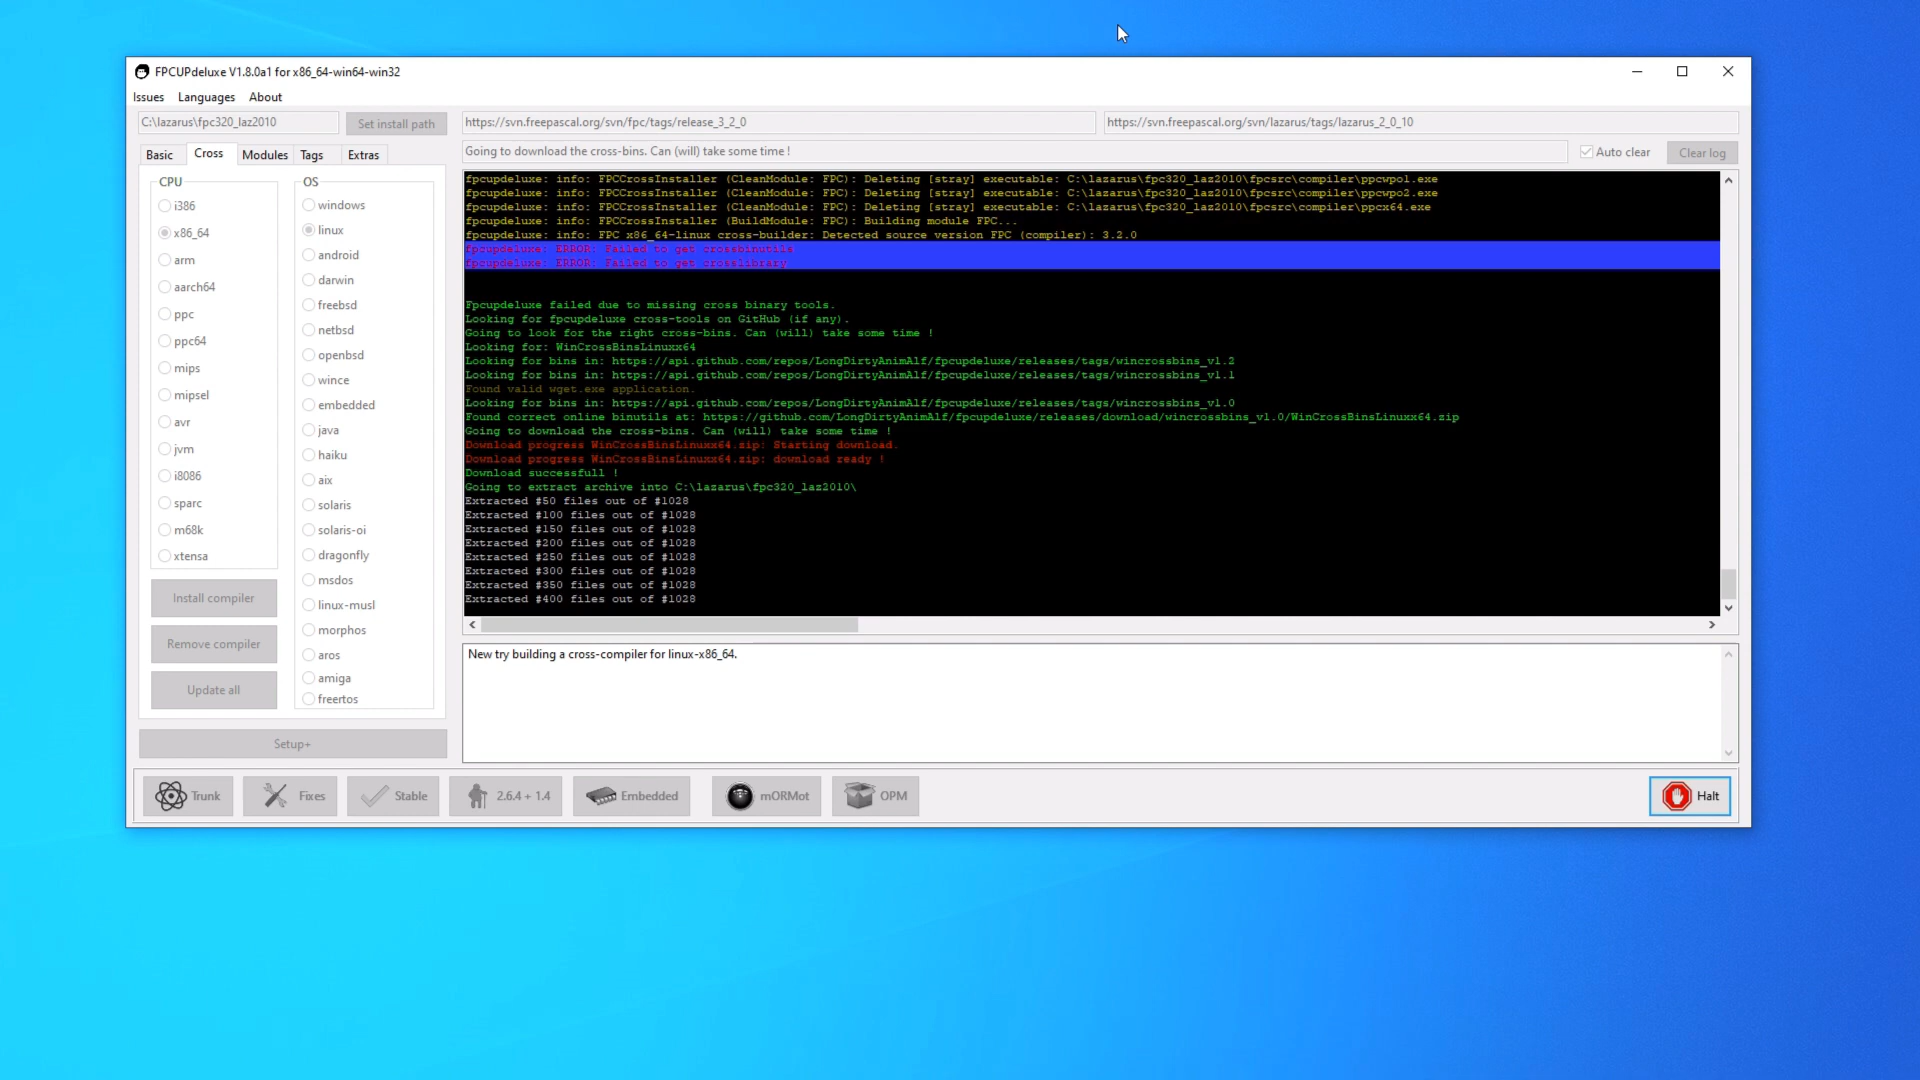 FPCUPdeluxe V1.8.0a1 for x86_64-win64-win32
Issues Languages About
C:\lazarus\fpc320_laz2010 Set install path https://svn.freepascal.org/svn/fpc/tags/release_3_2_0 https://svn.freepascal.org/svn/lazarus/tags/lazarus_2_0_10
Basic Cross Modules Tags Extras
Going to download the cross-bins. Can (will) take some time ! Auto clear Clear log
CPU
i386
x86_64
arm
aarch64
ppc
ppc64
mips
mipsel
avr
jvm
i8086
sparc
m68k
xtensa
Install compiler
Remove compiler
Update all
OS
windows
linux
android
darwin
freebsd
netbsd
openbsd
wince
embedded
java
haiku
aix
solaris
solaris-oi
dragonfly
msdos
linux-musl
morphos
aros
amiga
freertos
Setup+
fpcupdeluxe: info: FPCCrossInstaller (CleanModule: FPC): Deleting [stray] executable: C:\lazarus\fpc320_laz2010\fpcsrc\compiler\ppcwpo1.exe
fpcupdeluxe: info: FPCCrossInstaller (CleanModule: FPC): Deleting [stray] executable: C:\lazarus\fpc320_laz2010\fpcsrc\compiler\ppcwpo2.exe
fpcupdeluxe: info: FPCCrossInstaller (CleanModule: FPC): Deleting [stray] executable: C:\lazarus\fpc320_laz2010\fpcsrc\compiler\ppcx64.exe
fpcupdeluxe: info: FPCCrossInstaller (BuildModule: FPC): Building module FPC...
fpcupdeluxe: info: FPC x86_64-linux cross-builder: Detected source version FPC (compiler): 3.2.0
fpcupdeluxe: ERROR: Failed to get crossbinutils
fpcupdeluxe: ERROR: Failed to get crosslibrary
Fpcupdeluxe failed due to missing cross binary tools.
Looking for fpcupdeluxe cross-tools on GitHub (if any).
Going to look for the right cross-bins. Can (will) take some time !
Looking for: WinCrossBinsLinuxx64
Looking for bins in: https://api.github.com/repos/LongDirtyAnimAlf/fpcupdeluxe/releases/tags/wincrossbins_v1.2
Looking for bins in: https://api.github.com/repos/LongDirtyAnimAlf/fpcupdeluxe/releases/tags/wincrossbins_v1.1
Found valid wget.exe application.
Looking for bins in: https://api.github.com/repos/LongDirtyAnimAlf/fpcupdeluxe/releases/tags/wincrossbins_v1.0
Found correct online binutils at: https://github.com/LongDirtyAnimAlf/fpcupdeluxe/releases/download/wincrossbins_v1.0/WinCrossBinsLinuxx64.zip
Going to download the cross-bins. Can (will) take some time !
Download progress WinCrossBinsLinuxx64.zip: Starting download.
Download progress WinCrossBinsLinuxx64.zip: download ready !
Download successfull !
Going to extract archive into C:\lazarus\fpc320_laz2010\
Extracted #50 files out of #1028
Extracted #100 files out of #1028
Extracted #150 files out of #1028
Extracted #200 files out of #1028
Extracted #250 files out of #1028
Extracted #300 files out of #1028
Extracted #350 files out of #1028
Extracted #400 files out of #1028
New try building a cross-compiler for linux-x86_64.
Trunk Fixes Stable 2.6.4 + 1.4 Embedded mORMot OPM Halt